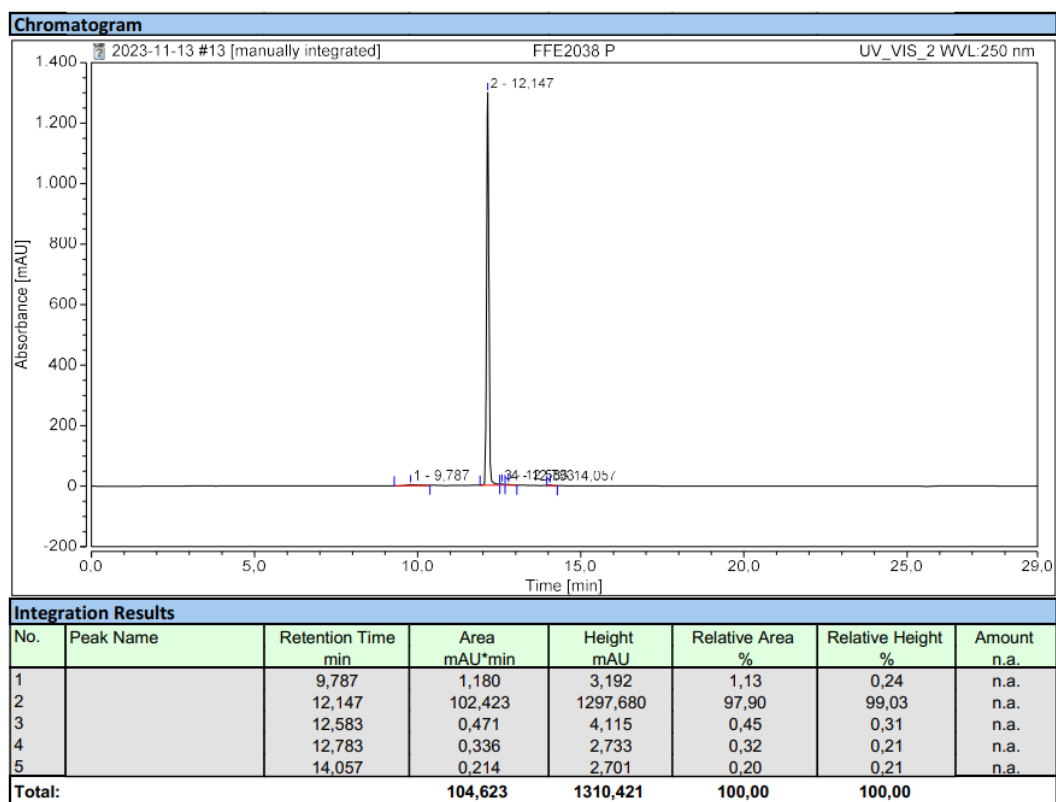 Chromatogram
2023-11-13 #13 [manually integrated] FFE2038 P UV_VIS_2 WVL:250 nm
1.400
1.200
1.000
800
600
400
200
0
-200
Absorbance [mAU]
2 - 12,147
1 - 9,787
14,057
0,0 5,0 10,0 15,0 20,0 25,0 29,0
Time [min]
Integration Results
No. Peak Name Retention Time Area Height Relative Area Relative Height Amount
min mAU*min mAU % % n.a.
1 9,787 1,180 3,192 1,13 0,24 n.a.
2 12,147 102,423 1297,680 97,90 99,03 n.a.
3 12,583 0,471 4,115 0,45 0,31 n.a.
4 12,783 0,336 2,733 0,32 0,21 n.a.
5 14,057 0,214 2,701 0,20 0,21 n.a.
Total: 104,623 1310,421 100,00 100,00